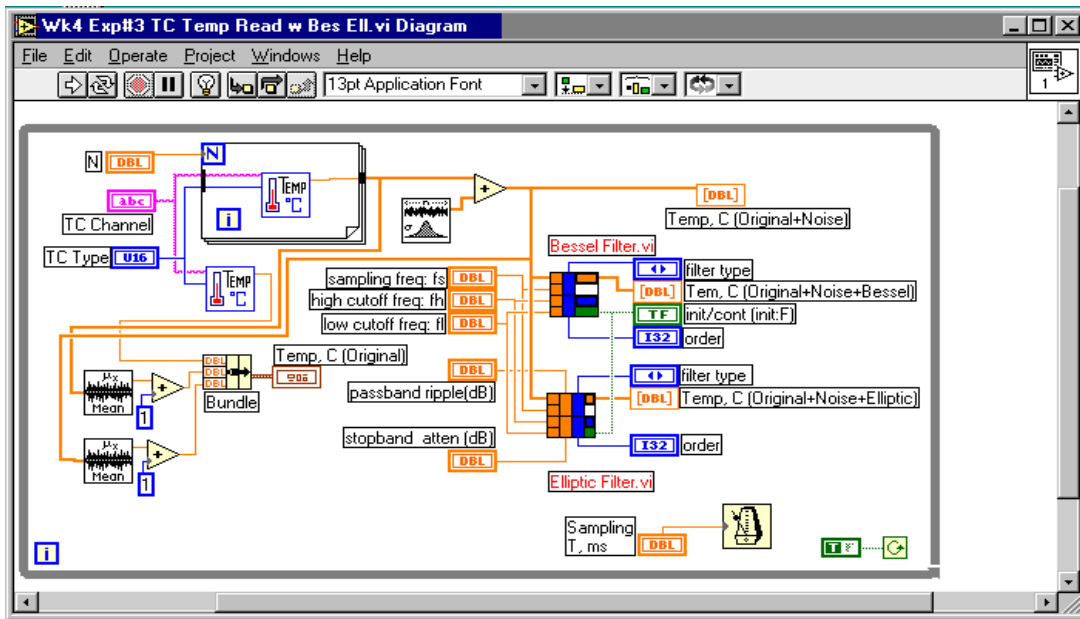 Wk4 Exp#3 TC Temp Read w Bes Ell.vi Diagram
File Edit Operate Project Windows Help
13pt Application Font
1
N DBL N
TEMP °C
i
abc
TC Channel
TC Type U16
TEMP °C
[DBL]
Temp, C (Original+Noise)
Bessel Filter.vi
sampling freq: fs DBL
high cutoff freq: fh DBL
low cutoff freq: fl DBL
filter type
[DBL] Tem, C (Original+Noise+Bessel)
TF init/cont (init:F)
I32 order
Temp, C (Original)
DBL
DBL
DBL
Bundle
μx
Mean
1
μx
Mean
1
DBL
passband ripple(dB)
stopband atten (dB)
DBL
filter type
[DBL] Temp, C (Original+Noise+Elliptic)
I32 order
Elliptic Filter.vi
Sampling
T, ms DBL
i
T